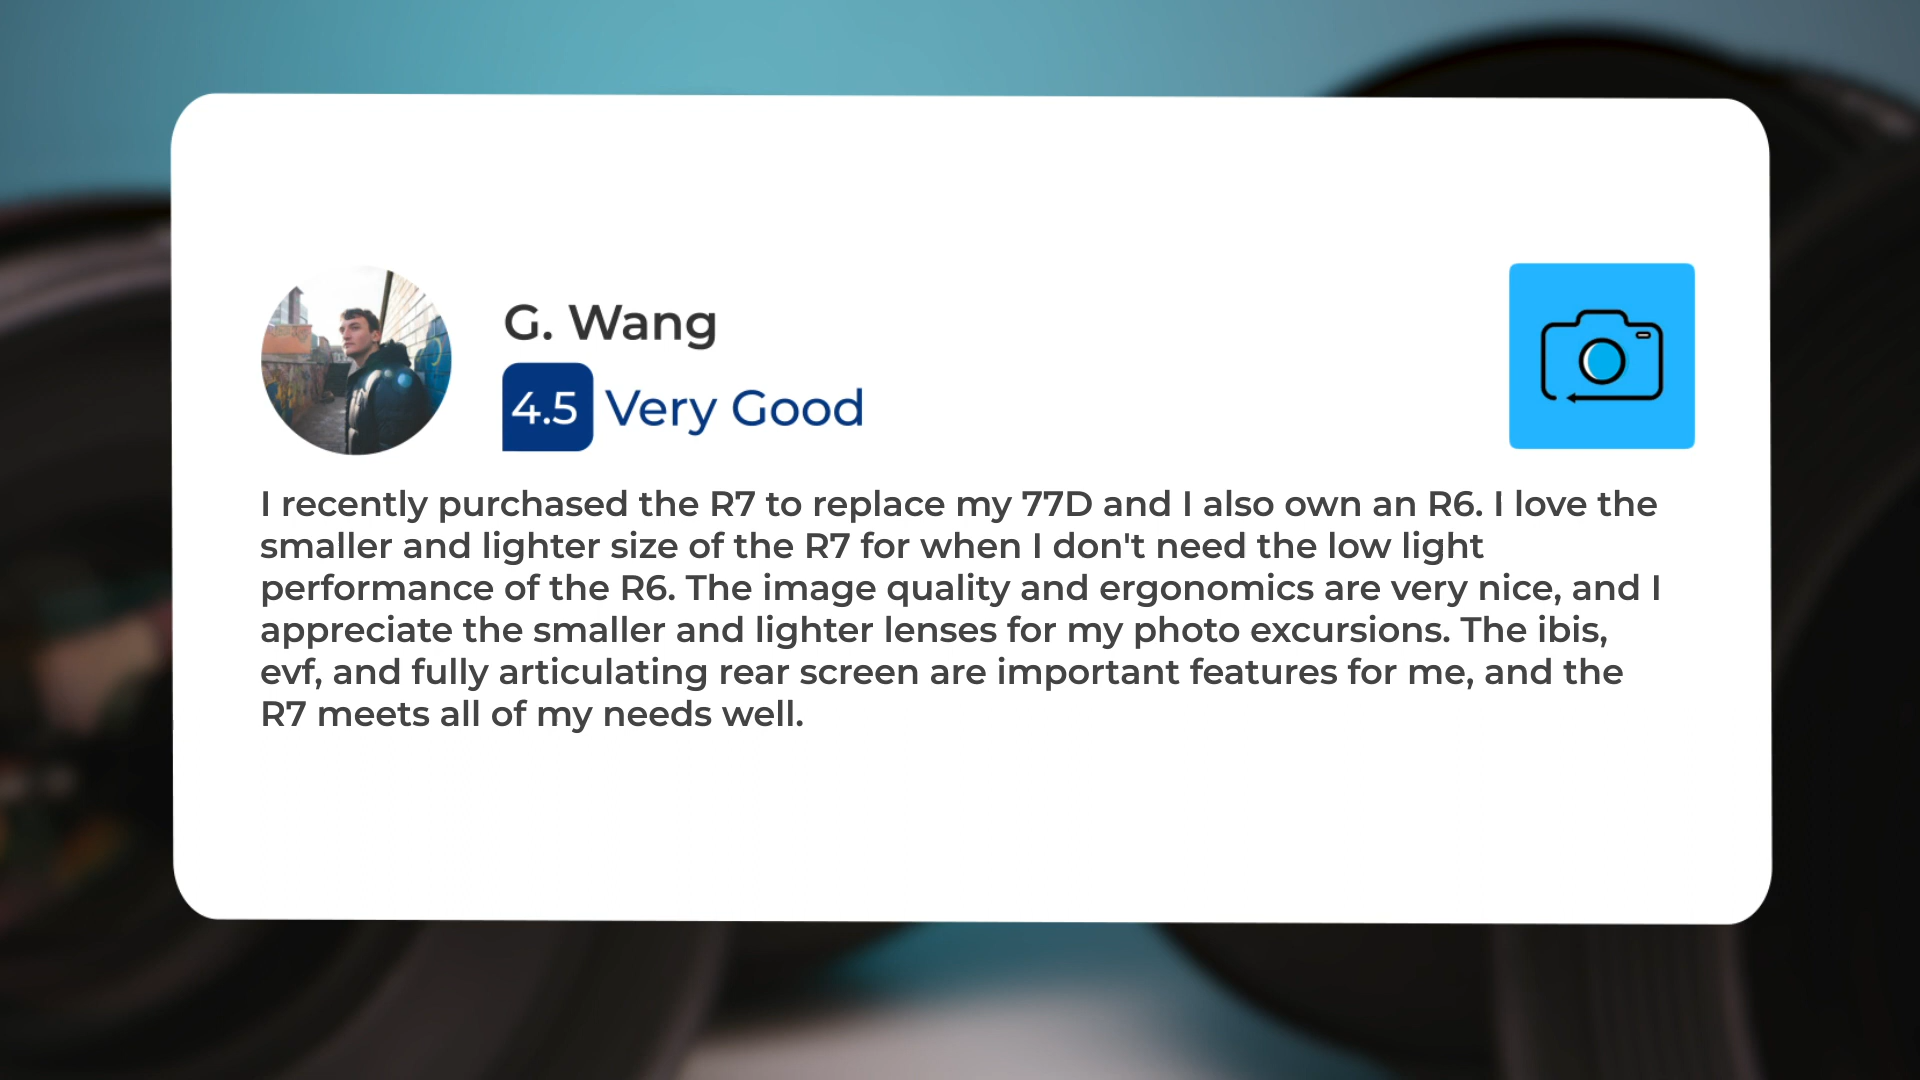 G. Wang
4.5 Very Good
I recently purchased the R7 to replace my 77D and I also own an R6. I love the
smaller and lighter size of the R7 for when I don't need the low light
performance of the R6. The image quality and ergonomics are very nice, and I
appreciate the smaller and lighter lenses for my photo excursions. The ibis,
evf, and fully articulating rear screen are important features for me, and the
R7 meets all of my needs well.